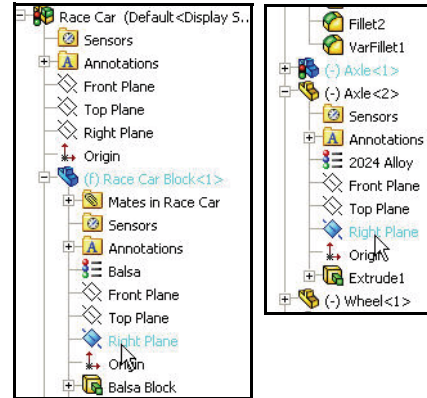 Race Car (Default<Display S..
Sensors
Annotations
Front Plane
Top Plane
Right Plane
Origin
(f) Race Car Block<1>
Mates in Race Car
Sensors
Annotations
Balsa
Front Plane
Top Plane
Right Plane
Origin
Balsa Block
Fillet2
VarFillet1
(-) Axle<1>
(-) Axle<2>
Sensors
Annotations
2024 Alloy
Front Plane
Top Plane
Right Plane
Origin
Extrude1
(-) Wheel<1>